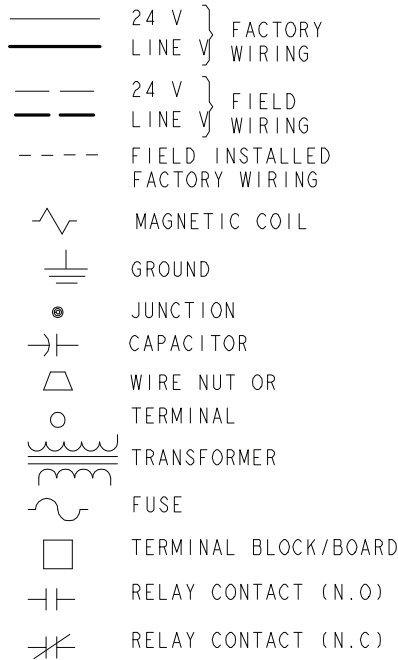 24 V
LINE V
FACTORY
WIRING
24 V
LINE V
FIELD
WIRING
FIELD INSTALLED
FACTORY WIRING
MAGNETIC COIL
GROUND
JUNCTION
CAPACITOR
WIRE NUT OR
TERMINAL
TRANSFORMER
FUSE
TERMINAL BLOCK/BOARD
RELAY CONTACT (N.O)
RELAY CONTACT (N.C)